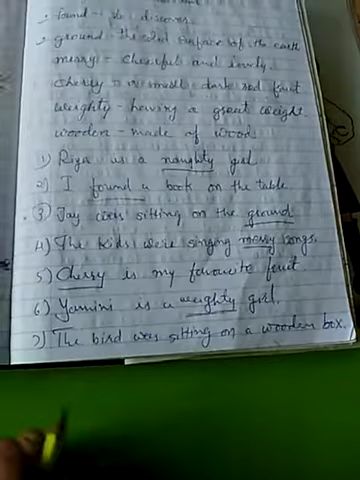 found - to discover
ground - the solid surface of the earth
merry - cheerful and lively.
cherry - a small dark red fruit
weighty - having a great weight
wooden - made of wood
1) Riya is a naughty girl
2) I found a book on the table
3) Jay was sitting on the ground
4) The kids were singing merry songs.
5) Cherry is my favourite fruit
6) Yamini is a weighty girl.
7) The bird was sitting on a wooden box.